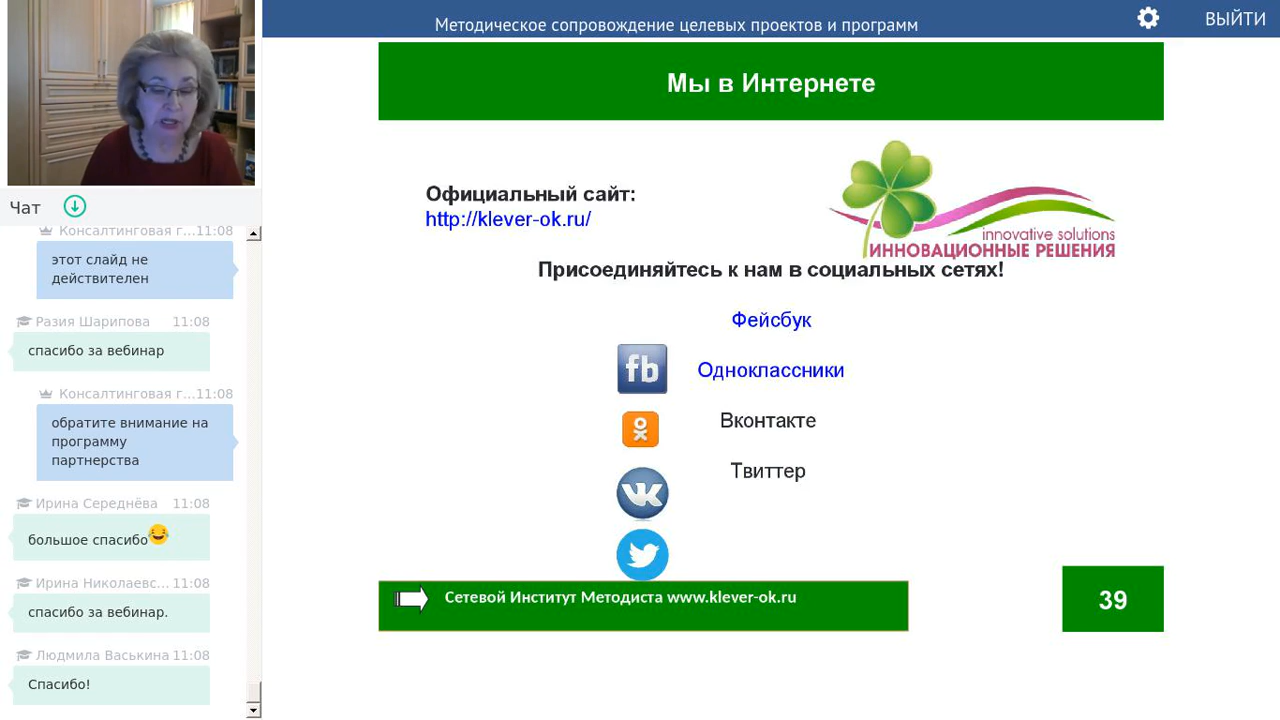 Методическое сопровождение целевых проектов и программ
ВЫЙТИ
Чат
Консалтинговая г...11:08
этот слайд не
действителен
Разия Шарипова 11:08
спасибо за вебинар
Консалтинговая г...11:08
обратите внимание на
программу
партнерства
Ирина Середнёва 11:08
большое спасибо
Ирина Николаевс... 11:08
спасибо за вебинар.
Людмила Васькина 11:08
Спасибо!
Мы в Интернете
Официальный сайт:
http://klever-ok.ru/
innovative solutions
ИННОВАЦИОННЫЕ РЕШЕНИЯ
Присоединяйтесь к нам в социальных сетях!
Фейсбук
fb
Одноклассники
Вконтакте
Твиттер
Сетевой Институт Методиста www.klever-ok.ru
39